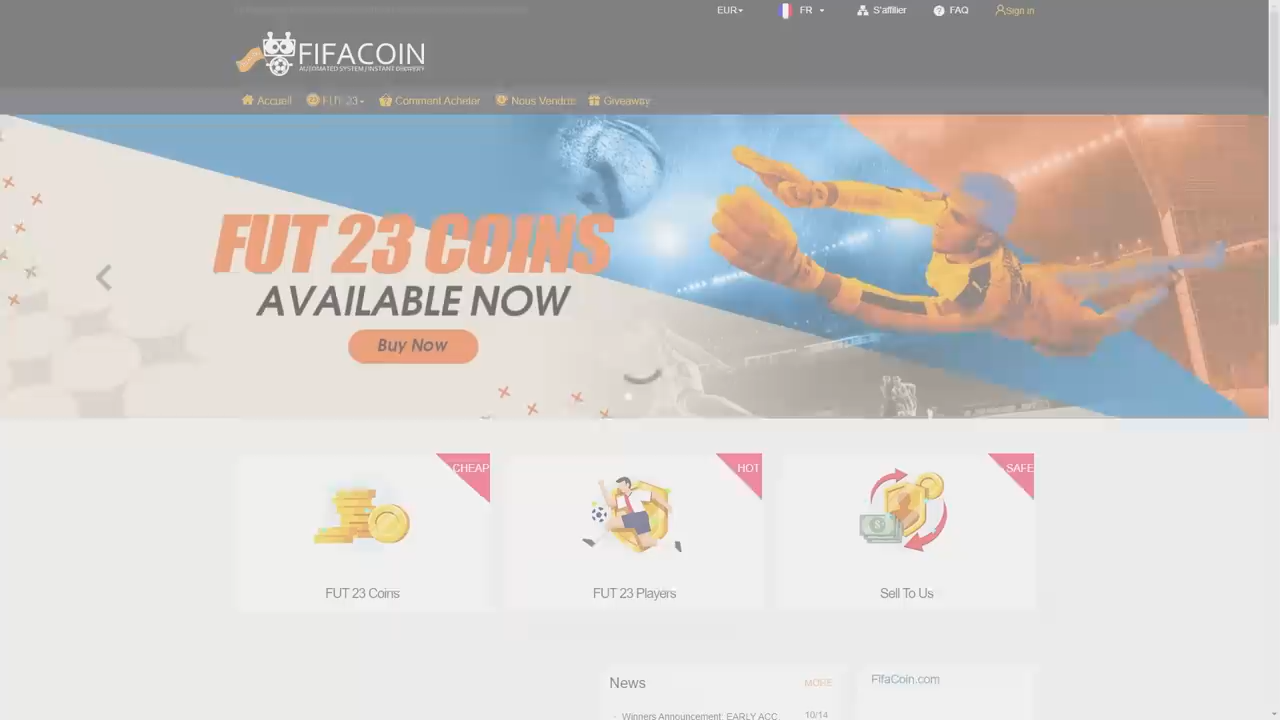 EUR
FR
S'affilier
FAQ
Sign in
FIFACOIN
AUTOMATED SYSTEM / INSTANT DELIVERY
Accueil
FUT 23
Comment Acheter
Nous Vendre
Giveaway
FUT 23 COINS
AVAILABLE NOW
Buy Now
CHEAP
HOT
SAFE
FUT 23 Coins
FUT 23 Players
Sell To Us
News
MORE
FifaCoin.com
Winners Announcement: EARLY ACC
10/14